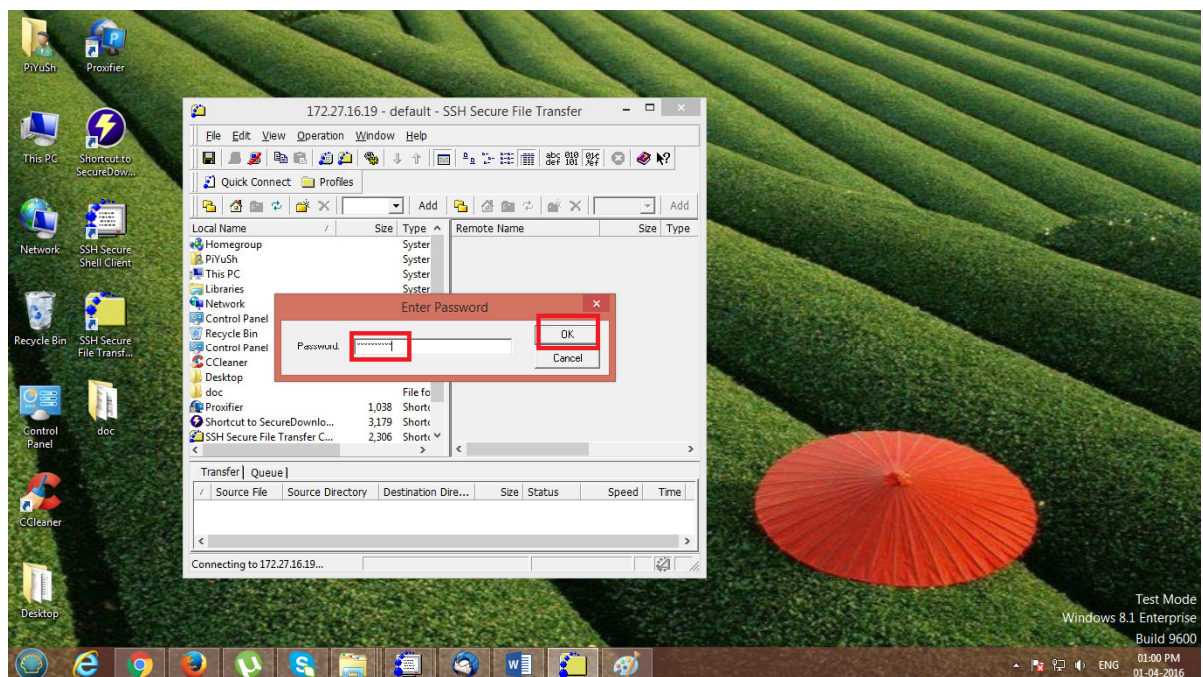 PiYuSh
Proxifier
This PC
Shortcut to
SecureDow...
Network
SSH Secure
Shell Client
Recycle Bin
SSH Secure
File Transf...
Control
Panel
doc
CCleaner
Desktop
172.27.16.19 - default - SSH Secure File Transfer
File Edit View Operation Window Help
Quick Connect Profiles
Add Add
Local Name / Size Type
Remote Name Size Type
Homegroup Syster
PiYuSh Syster
This PC Syster
Libraries Syster
Network
Control Panel
Recycle Bin
Control Panel
CCleaner
Desktop
doc File fo
Proxifier 1,038 Shortc
Shortcut to SecureDownlo... 3,179 Shortc
SSH Secure File Transfer C... 2,306 Shortc
Enter Password
Password:
OK
Cancel
Transfer Queue
/ Source File Source Directory Destination Dire... Size Status Speed Time
Connecting to 172.27.16.19...
Test Mode
Windows 8.1 Enterprise
Build 9600
ENG
01:00 PM
01-04-2016